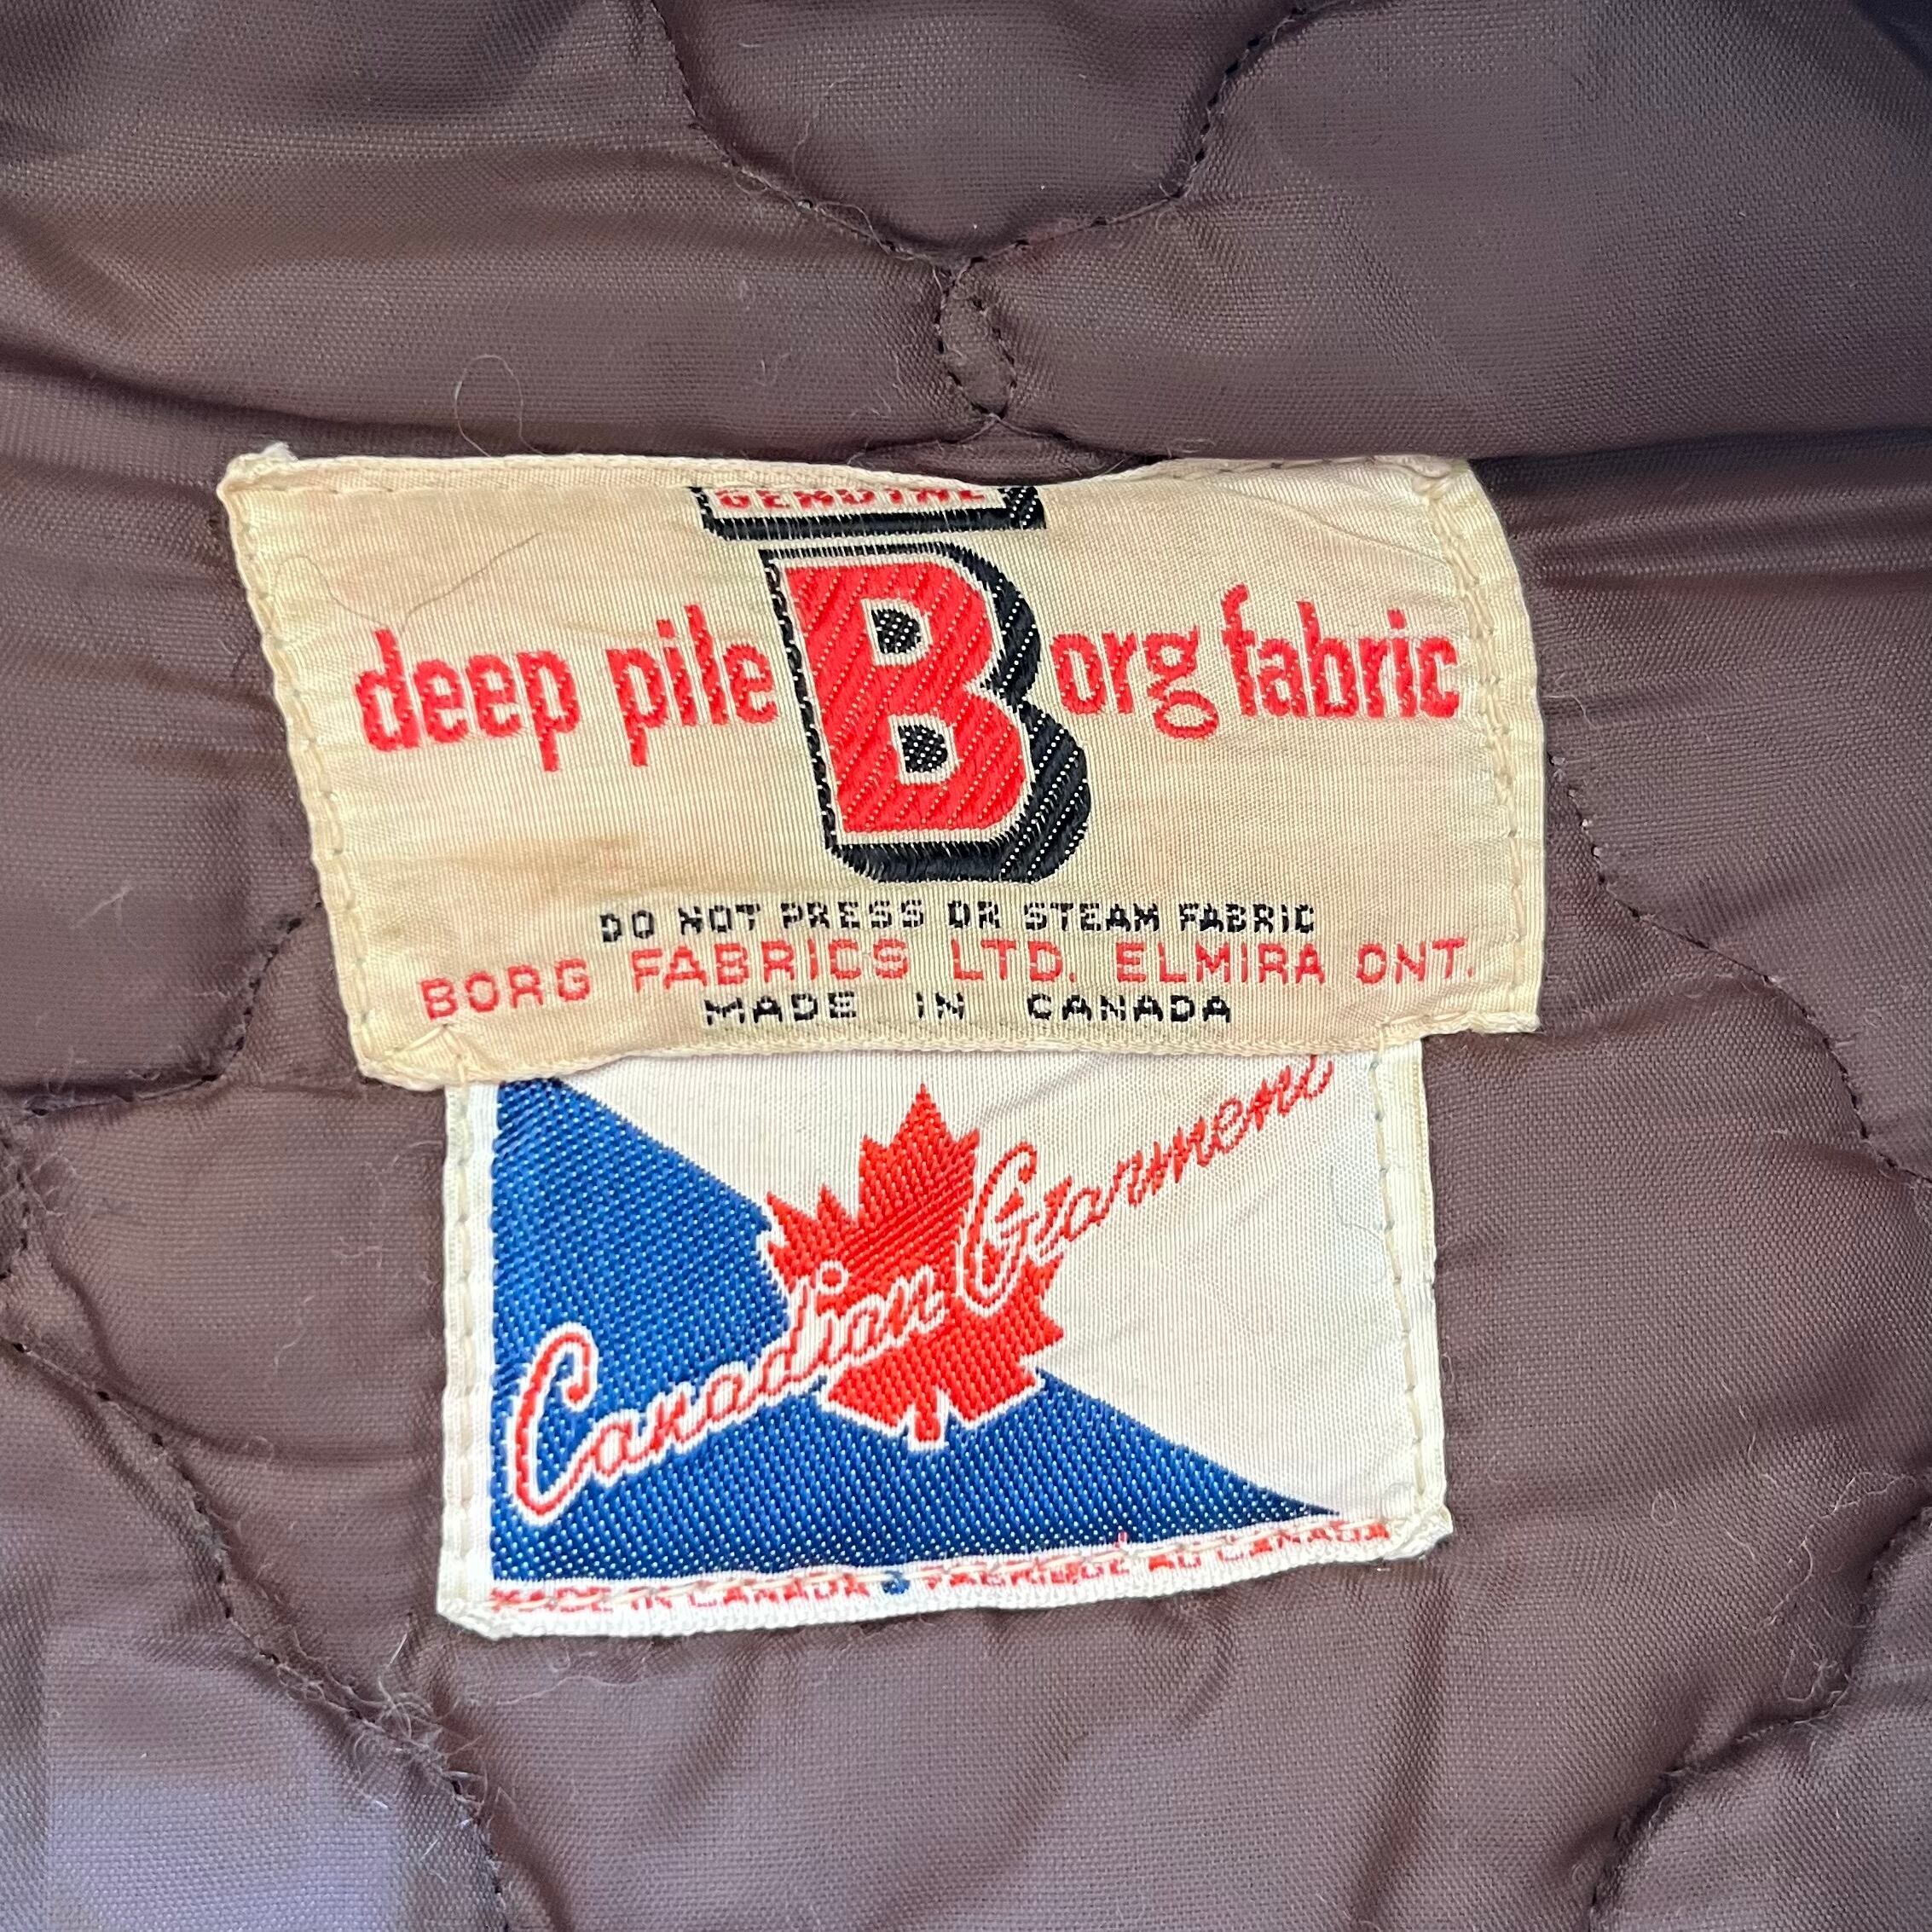 GENUINE
deep pile Borg fabric
DO NOT PRESS OR STEAM FABRIC
BORG FABRICS LTD. ELMIRA ONT.
MADE IN CANADA
Canadian Garment
MADE IN CANADA FABRIQUE AU CANADA